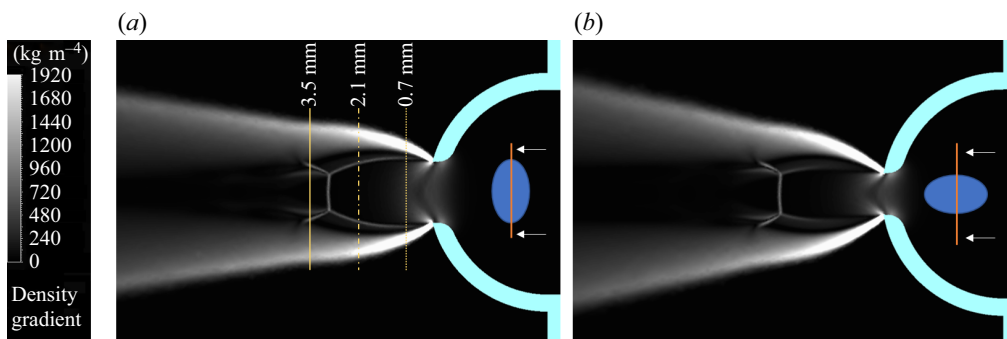 (a)
(b)
(kg m⁻⁴)
1920
1680
1440
1200
960
720
480
240
0
Density
gradient
3.5 mm
2.1 mm
0.7 mm